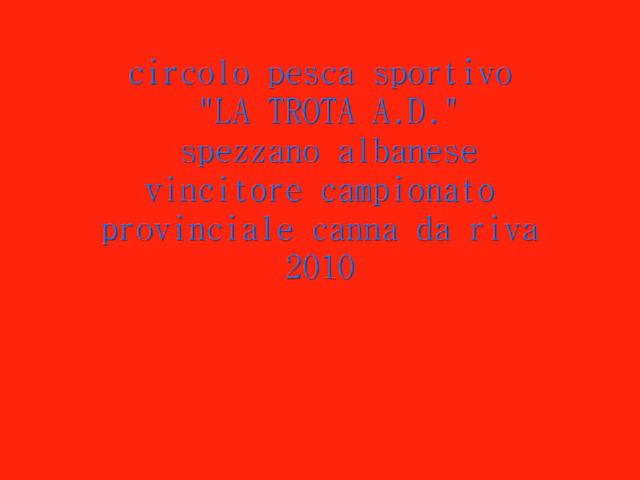 circolo pesca sportivo
"LA TROTA A.D."
spezzano albanese
vincitore campionato
provinciale canna da riva
2010